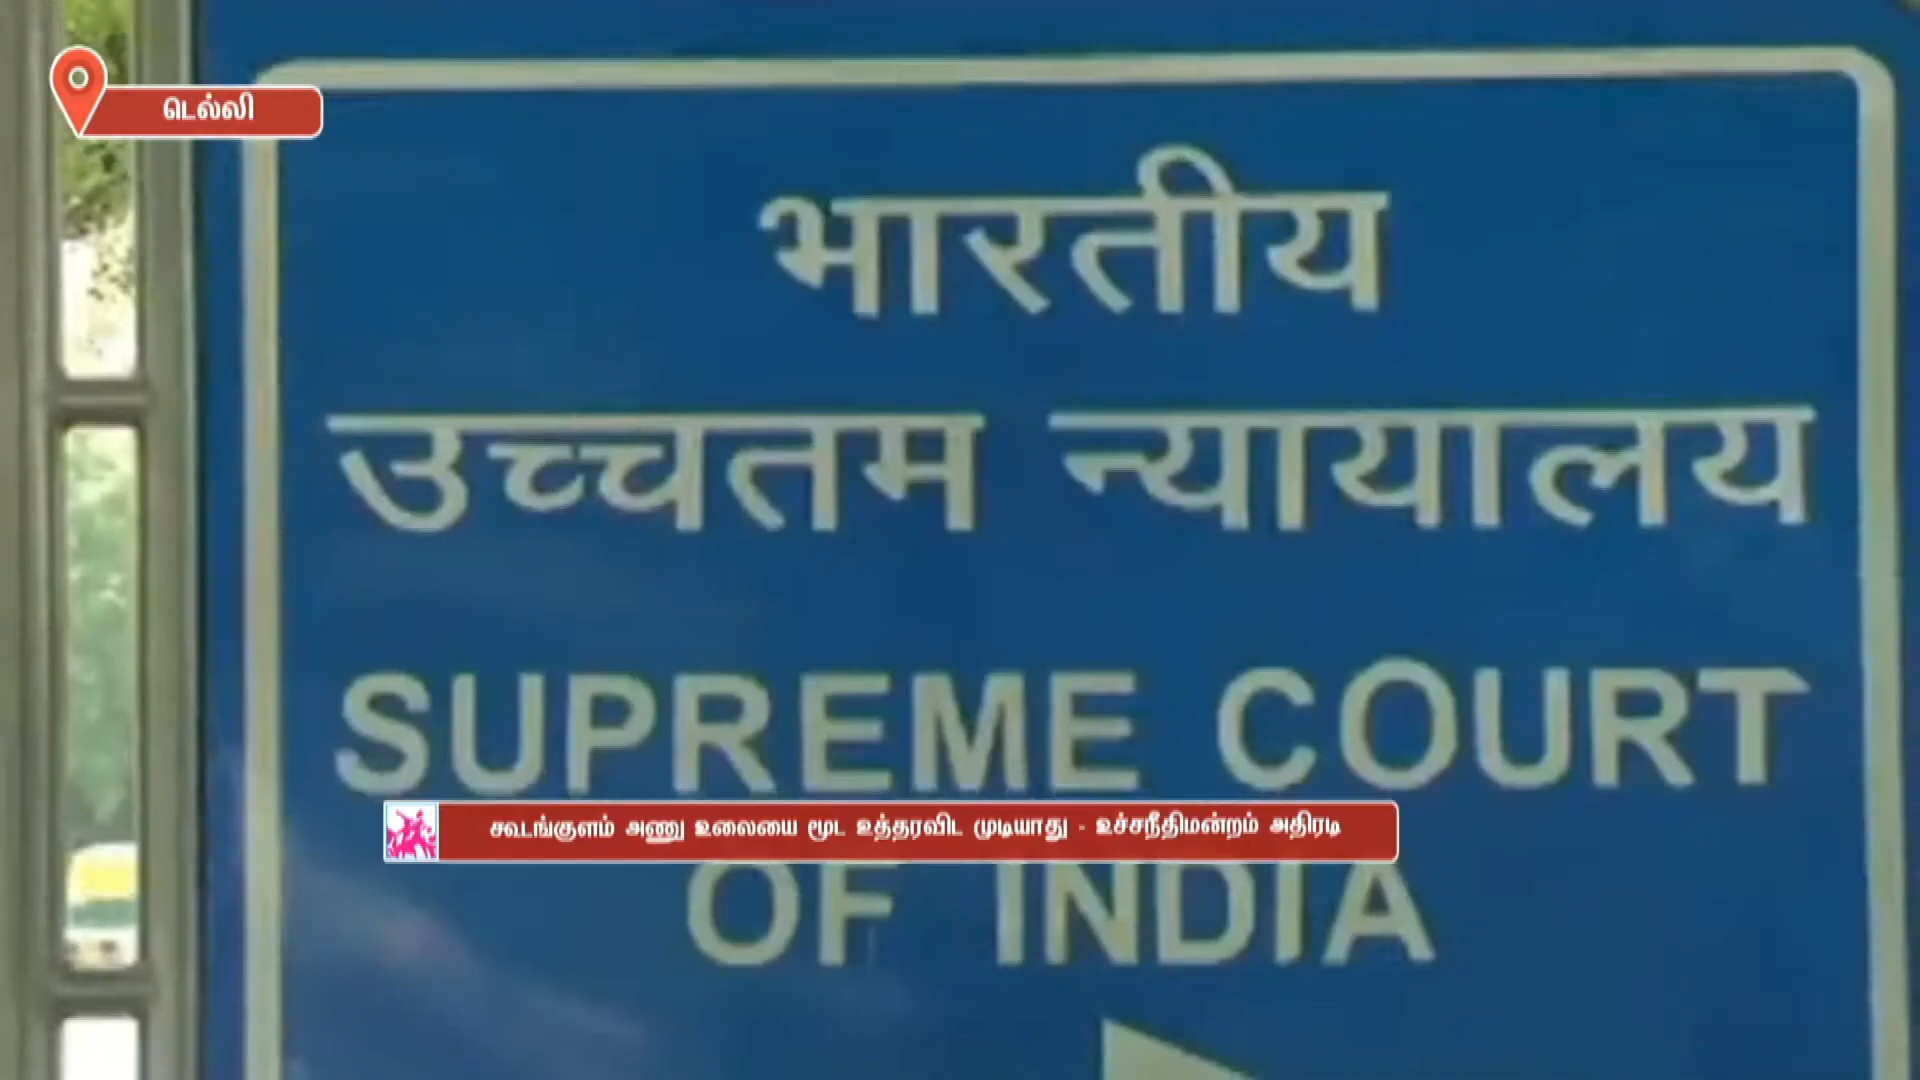 டெல்லி
भारतीय
उच्चतम न्यायालय
SUPREME COURT
கூடங்குளம் அணு உலையை மூட உத்தரவிட முடியாது - உச்சநீதிமன்றம் அதிரடி
OF INDIA